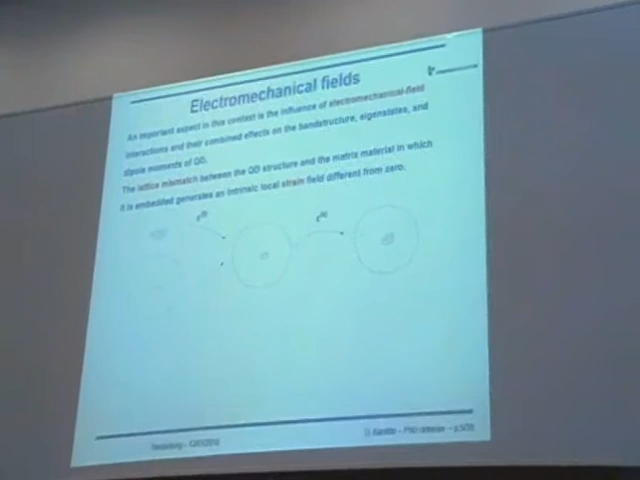 Electromechanical fields
An important aspect in this context is the influence of electromechanical-field
interactions and their combined effects on the bandstructure, eigenstates, and
dipole moments of QD.
The lattice mismatch between the QD structure and the matrix material in which
it is embedded generates an intrinsic local strain field different from zero.